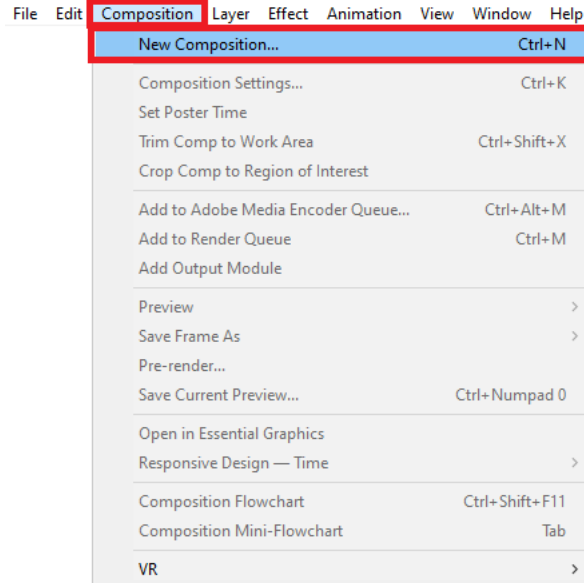 File Edit Composition Layer Effect Animation View Window Help
New Composition... Ctrl+N
Composition Settings... Ctrl+K
Set Poster Time
Trim Comp to Work Area Ctrl+Shift+X
Crop Comp to Region of Interest
Add to Adobe Media Encoder Queue... Ctrl+Alt+M
Add to Render Queue Ctrl+M
Add Output Module
Preview >
Save Frame As >
Pre-render...
Save Current Preview... Ctrl+Numpad 0
Open in Essential Graphics
Responsive Design — Time >
Composition Flowchart Ctrl+Shift+F11
Composition Mini-Flowchart Tab
VR >